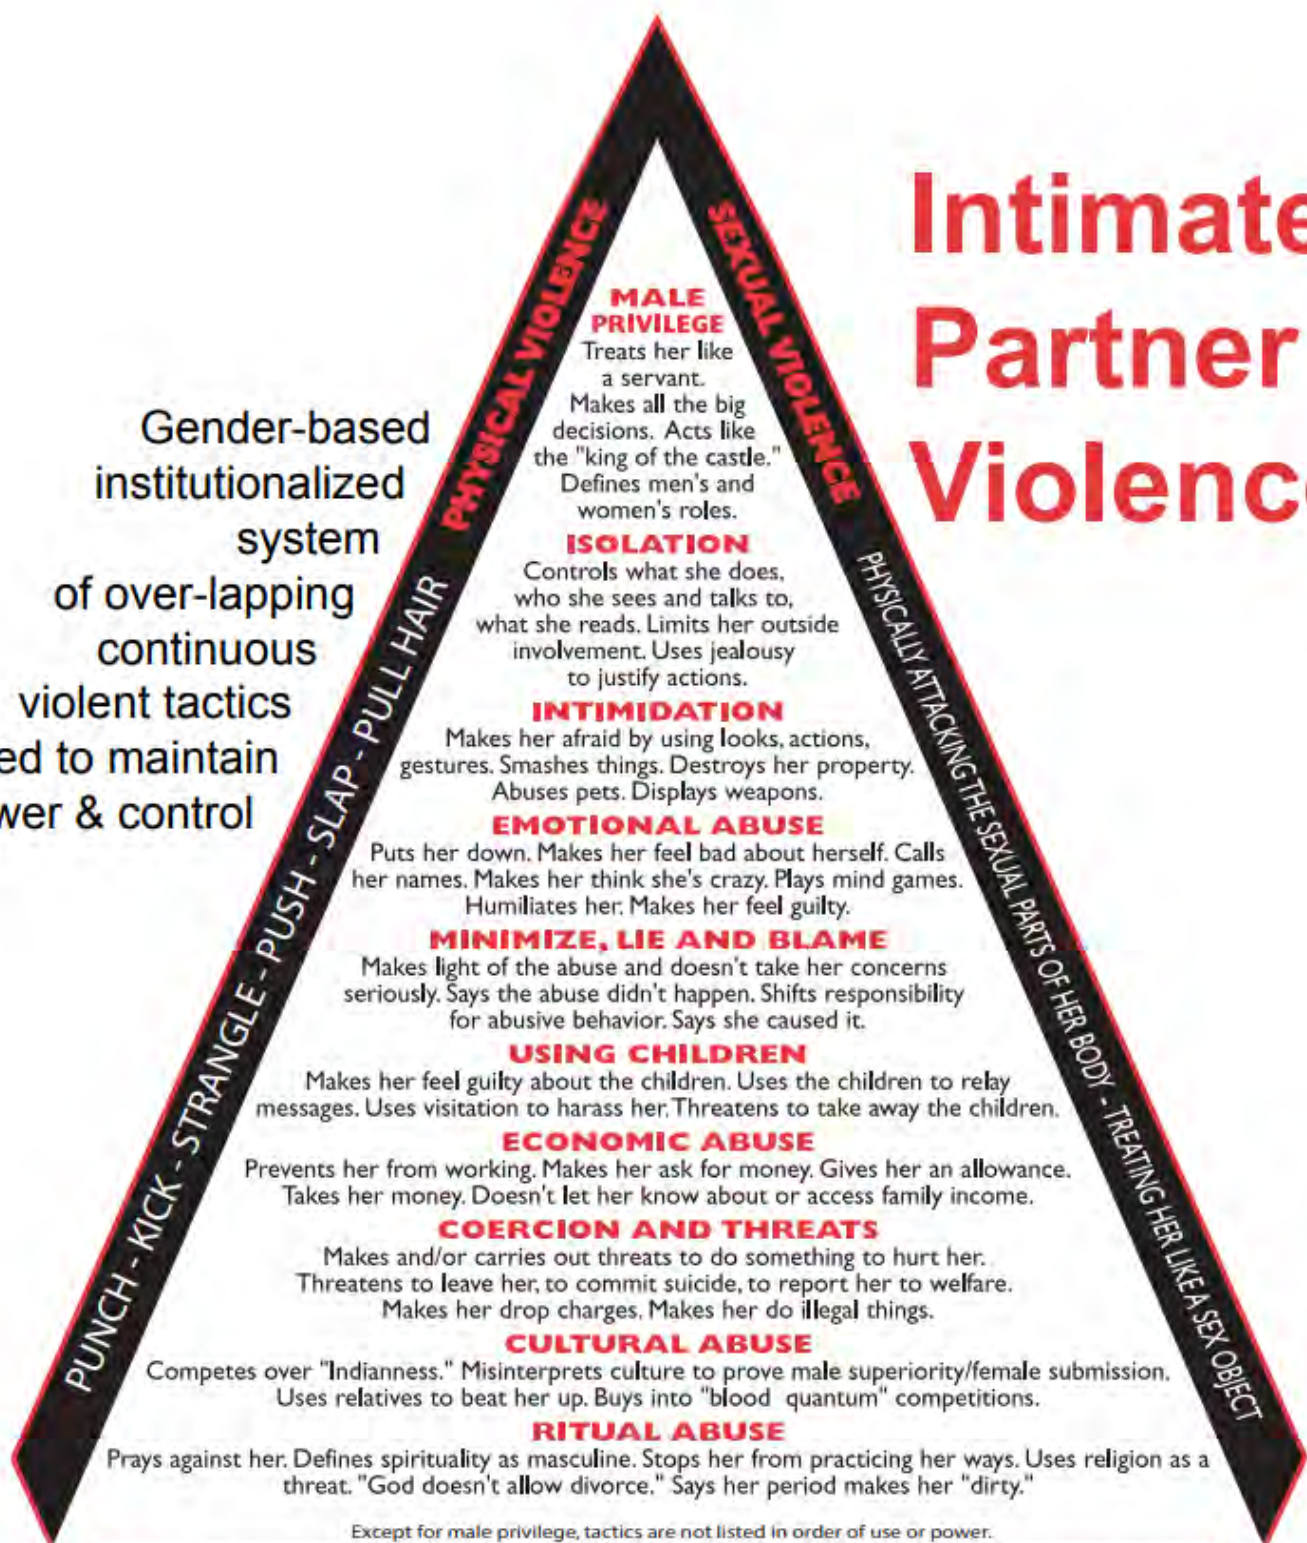 Intimate
Partner
Violence
Gender-based
institutionalized
system
of over-lapping
continuous
violent tactics
to maintain
& control
PHYSICAL VIOLENCE
PUNCH - KICK - STRANGLE - PUSH - SLAP - PULL HAIR
SEXUAL VIOLENCE
PHYSICALLY ATTACKING THE SEXUAL PARTS OF HER BODY - TREATING HER LIKE A SEX OBJECT
MALE
PRIVILEGE
Treats her like
a servant.
Makes all the big
decisions. Acts like
the "king of the castle."
Defines men's and
women's roles.
ISOLATION
Controls what she does,
who she sees and talks to,
what she reads. Limits her outside
involvement. Uses jealousy
to justify actions.
INTIMIDATION
Makes her afraid by using looks, actions,
gestures. Smashes things. Destroys her property.
Abuses pets. Displays weapons.
EMOTIONAL ABUSE
Puts her down. Makes her feel bad about herself. Calls
her names. Makes her think she's crazy. Plays mind games.
Humiliates her. Makes her feel guilty.
MINIMIZE, LIE AND BLAME
Makes light of the abuse and doesn't take her concerns
seriously. Says the abuse didn't happen. Shifts responsibility
for abusive behavior. Says she caused it.
USING CHILDREN
Makes her feel guilty about the children. Uses the children to relay
messages. Uses visitation to harass her. Threatens to take away the children.
ECONOMIC ABUSE
Prevents her from working. Makes her ask for money. Gives her an allowance.
Takes her money. Doesn't let her know about or access family income.
COERCION AND THREATS
Makes and/or carries out threats to do something to hurt her.
Threatens to leave her, to commit suicide, to report her to welfare.
Makes her drop charges. Makes her do illegal things.
CULTURAL ABUSE
Competes over "Indianness." Misinterprets culture to prove male superiority/female submission.
Uses relatives to beat her up. Buys into "blood quantum" competitions.
RITUAL ABUSE
Prays against her. Defines spirituality as masculine. Stops her from practicing her ways. Uses religion as a
threat. "God doesn't allow divorce." Says her period makes her "dirty."
Except for male privilege, tactics are not listed in order of use or power.